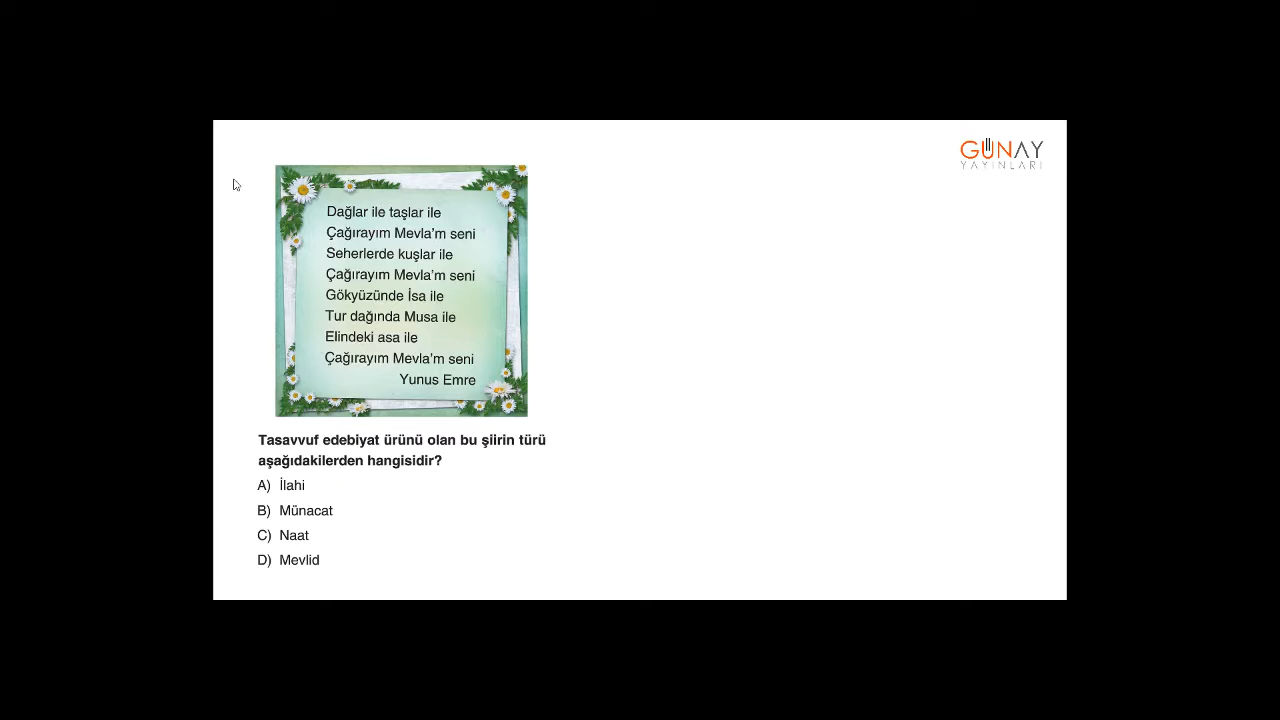 GÜNAY
YAYINLARI
Dağlar ile taşlar ile
Çağırayım Mevla'm seni
Seherlerde kuşlar ile
Çağırayım Mevla'm seni
Gökyüzünde İsa ile
Tur dağında Musa ile
Elindeki asa ile
Çağırayım Mevla'm seni
Yunus Emre
Tasavvuf edebiyat ürünü olan bu şiirin türü
aşağıdakilerden hangisidir?
A) İlahi
B) Münacat
C) Naat
D) Mevlid